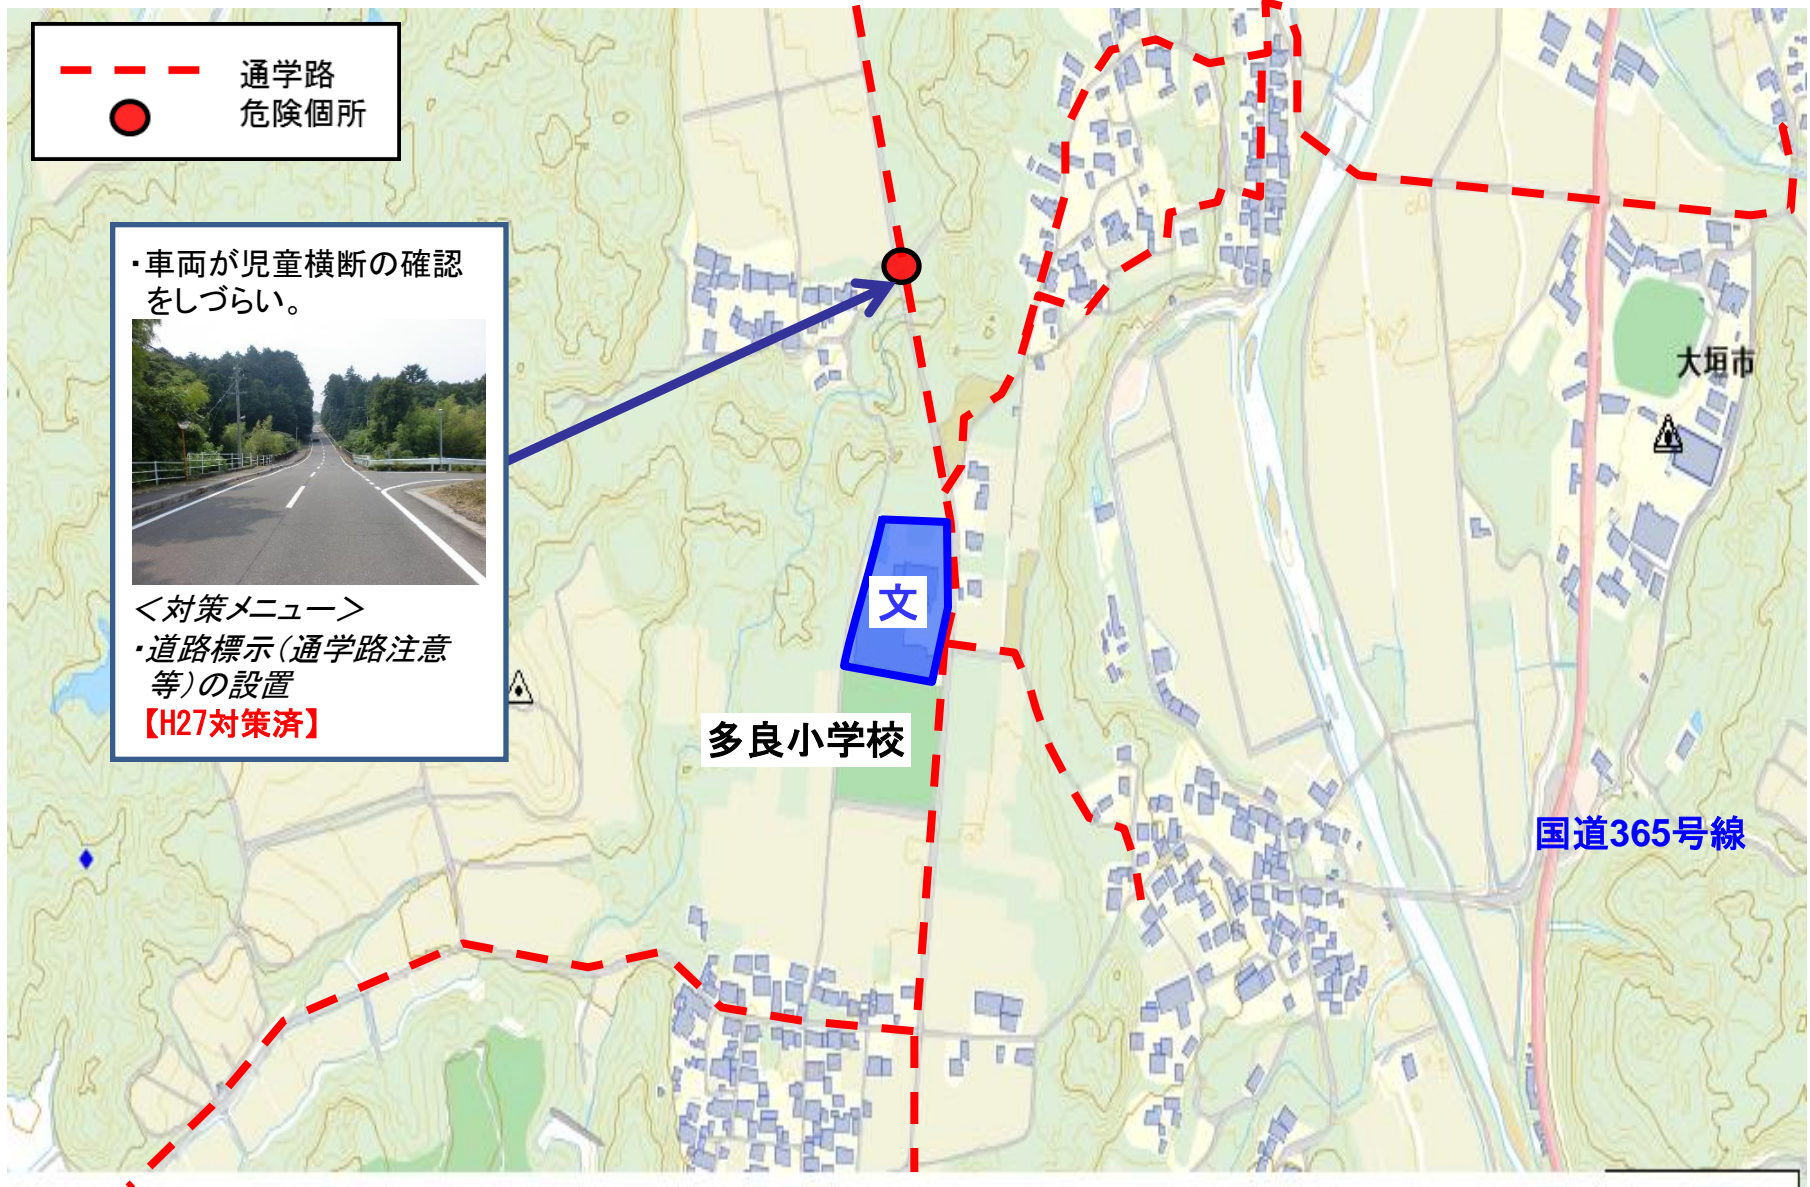 通学路
危険個所
・車両が児童横断の確認
をしづらい。
＜対策メニュー＞
・道路標示（通学路注意
等）の設置
【H27対策済】
文
多良小学校
大垣市
国道365号線